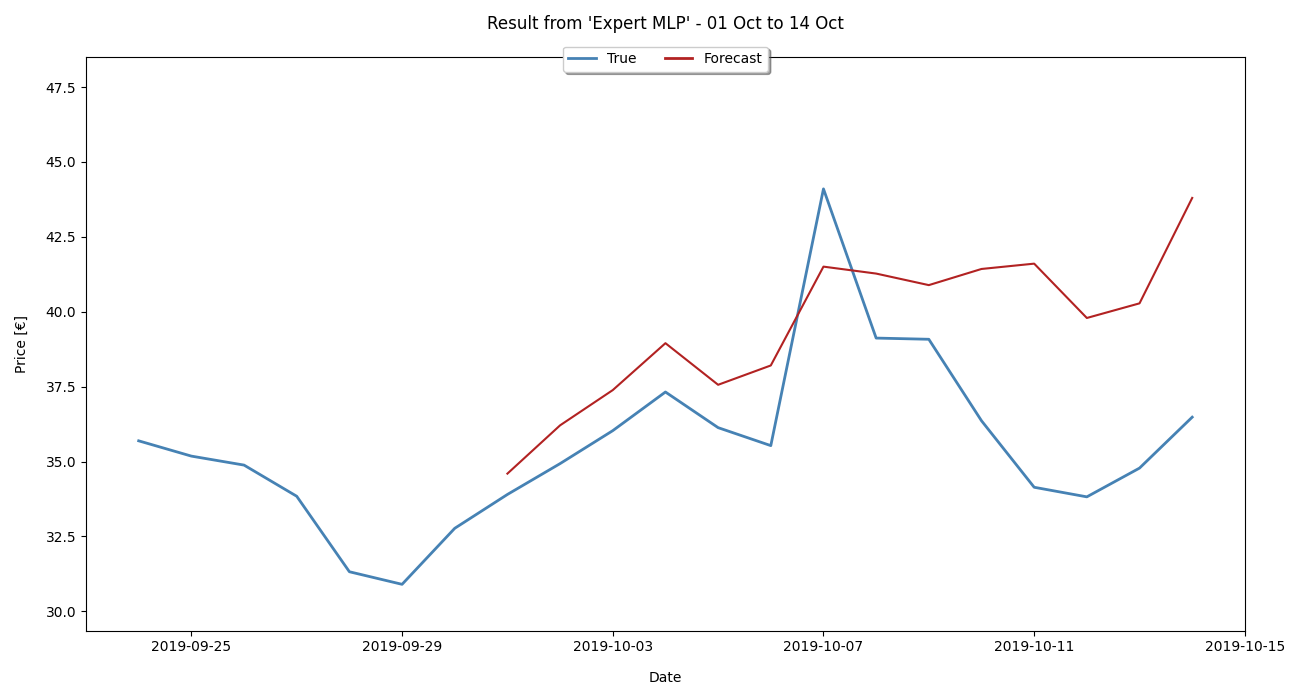 Result from 'Expert MLP' - 01 Oct to 14 Oct
True Forecast
47.5
45.0
42.5
40.0
37.5
35.0
32.5
30.0
Price [€]
2019-09-25 2019-09-29 2019-10-03 2019-10-07 2019-10-11 2019-10-15
Date